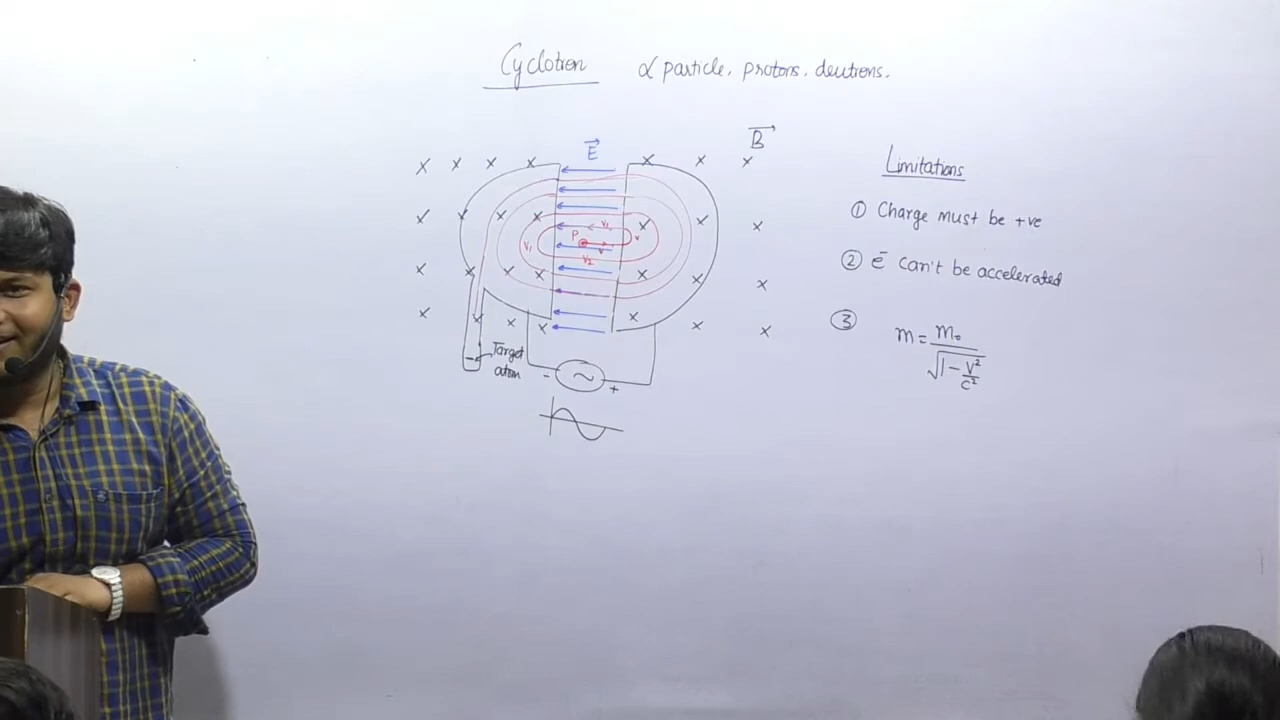 Cyclotron
α particle, protons, deutrons.
E
B
P
V
V
V₁
V₁
V₂
Target
atom
-
+
~
Limitations
① Charge must be +ve
② e⁻ can't be accelerated
③ m = m₀ / √(1 - V²/c²)